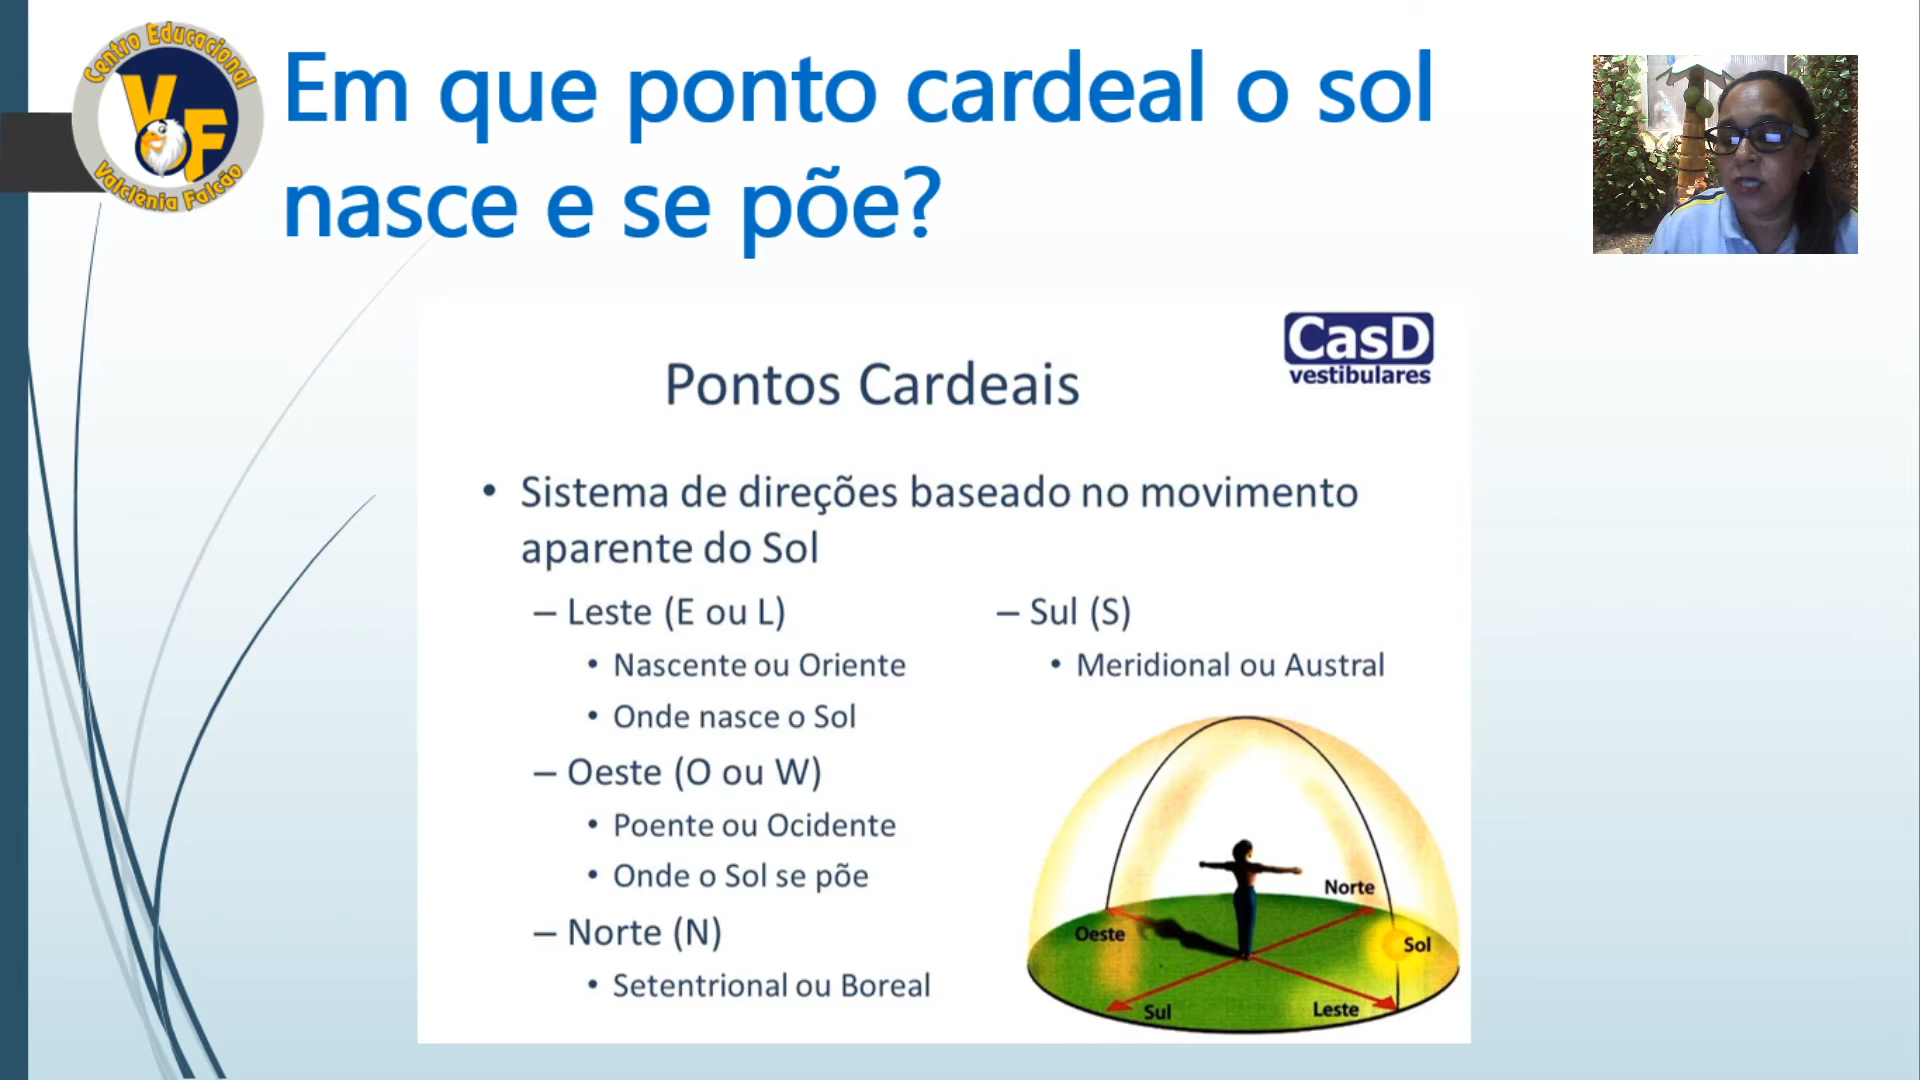 Centro Educacional
VF
Valclênia Falcão
Em que ponto cardeal o sol
nasce e se põe?
CasD
vestibulares
Pontos Cardeais
• Sistema de direções baseado no movimento
aparente do Sol
– Leste (E ou L)
• Nascente ou Oriente
• Onde nasce o Sol
– Oeste (O ou W)
• Poente ou Ocidente
• Onde o Sol se põe
– Norte (N)
• Setentrional ou Boreal
– Sul (S)
• Meridional ou Austral
Norte
Oeste
Sol
Sul
Leste